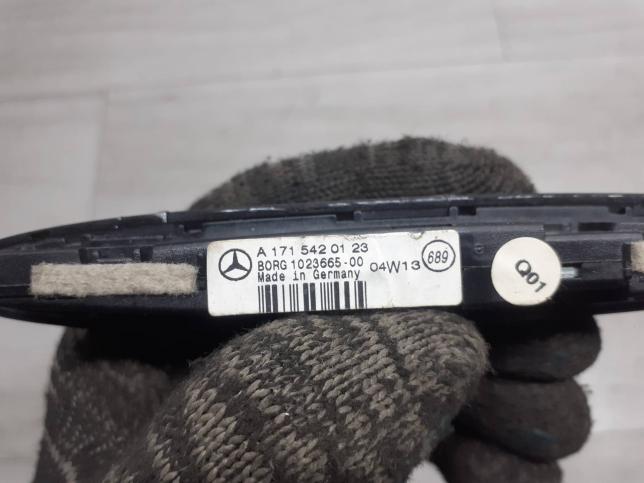 A 171 542 01 23
BORG 1023665-00 04W13 689
Made in Germany
Q01